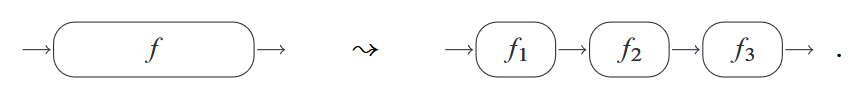 → f → ⇝ → f₁ → f₂ → f₃ → .